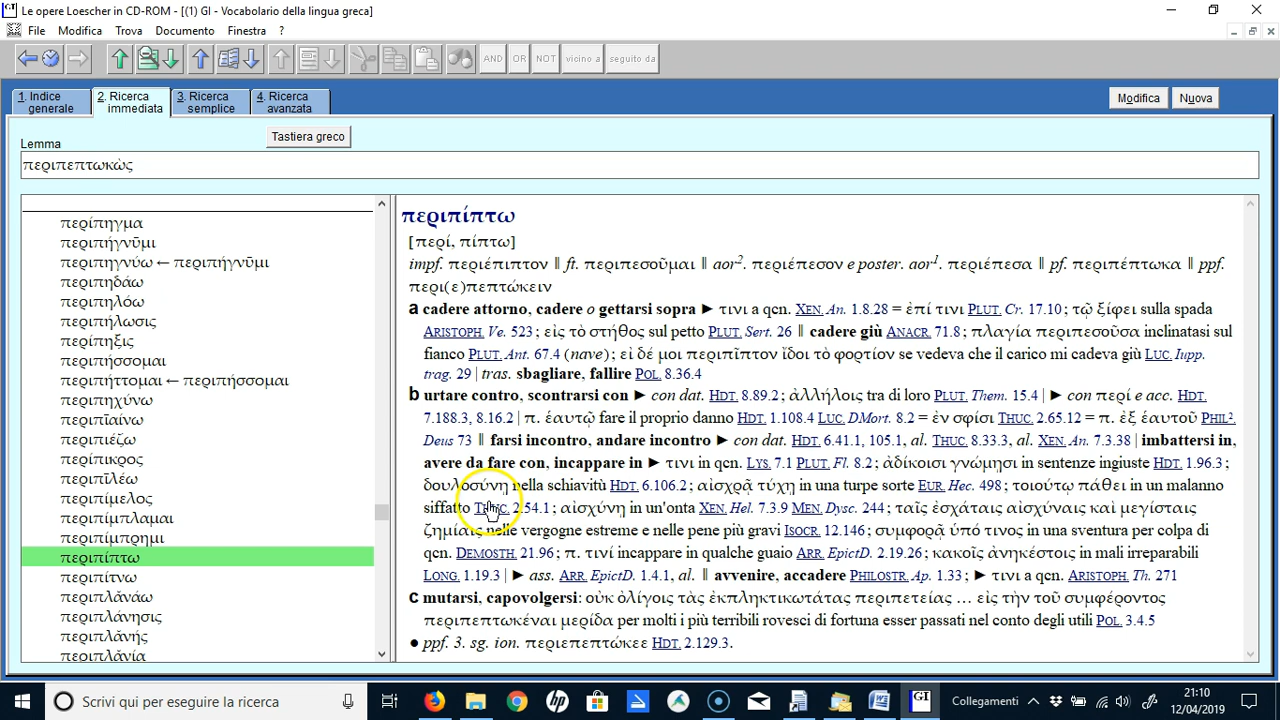 Le opere Loescher in CD-ROM - [(1) GI - Vocabolario della lingua greca]
File Modifica Trova Documento Finestra ?
AND OR NOT vicino a seguito da
1. Indice generale
2. Ricerca immediata
3. Ricerca semplice
4. Ricerca avanzata
Modifica Nuova
Lemma
Tastiera greco
περιπεπτωκὼς
περίπηγμα
περιπήγνῡμι
περιπηγνύω ← περιπήγνῡμι
περιπηδάω
περιπηλόω
περιπήλωσις
περίπηξις
περιπήσσομαι
περιπήττομαι ← περιπήσσομαι
περιπηχύνω
περιπῑαίνω
περιπιέζω
περίπικρος
περιπῑλέω
περιπίμελος
περιπίμπλαμαι
περιπίμπρημι
περιπίπτω
περιπίτνω
περιπλᾰνάω
περιπλάνησις
περιπλᾰνής
περιπλᾰνία
περιπίπτω
[περί, πίπτω]
impf. περιέπιπτον ‖ ft. περιπεσοῦμαι ‖ aor². περιέπεσον e poster. aor¹. περιέπεσα ‖ pf. περιπέπτωκα ‖ ppf.
περι(ε)πεπτώκειν
a cadere attorno, cadere o gettarsi sopra ► τινι a qcn. XEN. An. 1.8.28 = ἐπί τινι PLUT. Cr. 17.10; τῷ ξίφει sulla spada
ARISTOPH. Ve. 523; εἰς τὸ στήθος sul petto PLUT. Sert. 26 ‖ cadere giù ANACR. 71.8; πλαγία περιπεσοῦσα inclinatasi sul
fianco PLUT. Ant. 67.4 (nave); εἰ δέ μοι περιπῖπτον ἴδοι τὸ φορτίον se vedeva che il carico mi cadeva giù LUC. Iupp.
trag. 29 | tras. sbagliare, fallire POL. 8.36.4
b urtare contro, scontrarsi con ► con dat. HDT. 8.89.2; ἀλλήλοις tra di loro PLUT. Them. 15.4 | ► con περί e acc. HDT.
7.188.3, 8.16.2 | π. ἑαυτῷ fare il proprio danno HDT. 1.108.4 LUC. DMort. 8.2 = ἐν σφίσι THUC. 2.65.12 = π. ἐξ ἑαυτοῦ PHIL².
Deus 73 ‖ farsi incontro, andare incontro ► con dat. HDT. 6.41.1, 105.1, al. THUC. 8.33.3, al. XEN. An. 7.3.38 | imbattersi in,
avere da fare con, incappare in ► τινι in qcn. LYS. 7.1 PLUT. Fl. 8.2; ἀδίκοισι γνώμῃσι in sentenze ingiuste HDT. 1.96.3;
δουλοσύνῃ nella schiavitù HDT. 6.106.2; αἰσχρᾷ τύχῃ in una turpe sorte EUR. Hec. 498; τοιούτῳ πάθει in un malanno
siffatto THUC. 2.54.1; αἰσχύνῃ in un'onta XEN. Hel. 7.3.9 MEN. Dysc. 244; ταῖς ἐσχάταις αἰσχύναις καὶ μεγίσταις
ζημίαις nelle vergogne estreme e nelle pene più gravi ISOCR. 12.146; συμφορᾷ ὑπό τινος in una sventura per colpa di
qcn. DEMOSTH. 21.96; π. τινί incappare in qualche guaio ARR. EpictD. 2.19.26; κακοῖς ἀνηκέστοις in mali irreparabili
LONG. 1.19.3 | ► ass. ARR. EpictD. 1.4.1, al. ‖ avvenire, accadere PHILOSTR. Ap. 1.33; ► τινι a qcn. ARISTOPH. Th. 271
c mutarsi, capovolgersi: οὐκ ὀλίγοις τὰς ἐκπληκτικωτάτας περιπετείας … εἰς τὴν τοῦ συμφέροντος
περιπεπτωκέναι μερίδα per molti i più terribili rovesci di fortuna esser passati nel conto degli utili POL. 3.4.5
● ppf. 3. sg. ion. περιεπεπτώκεε HDT. 2.129.3.
Scrivi qui per eseguire la ricerca
GI
Collegamenti
21:10
12/04/2019